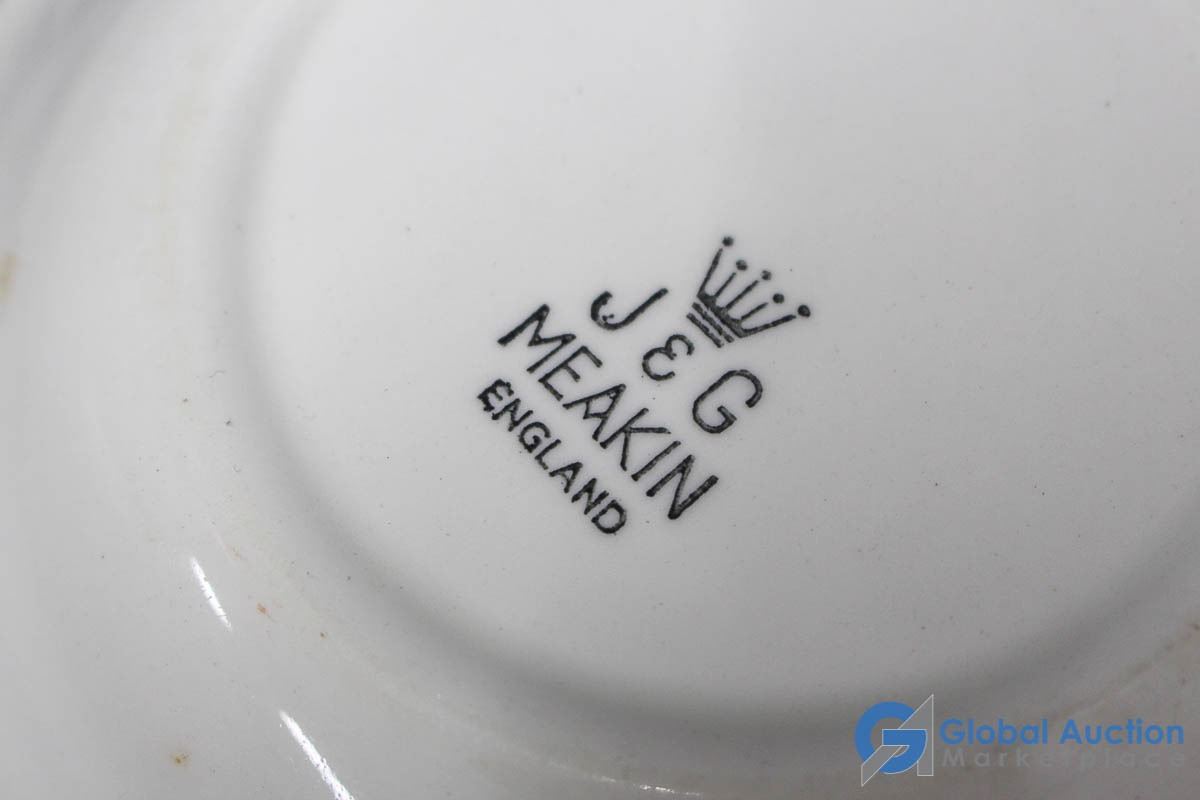 J & G
MEAKIN
ENGLAND
Global Auction
Marketplace